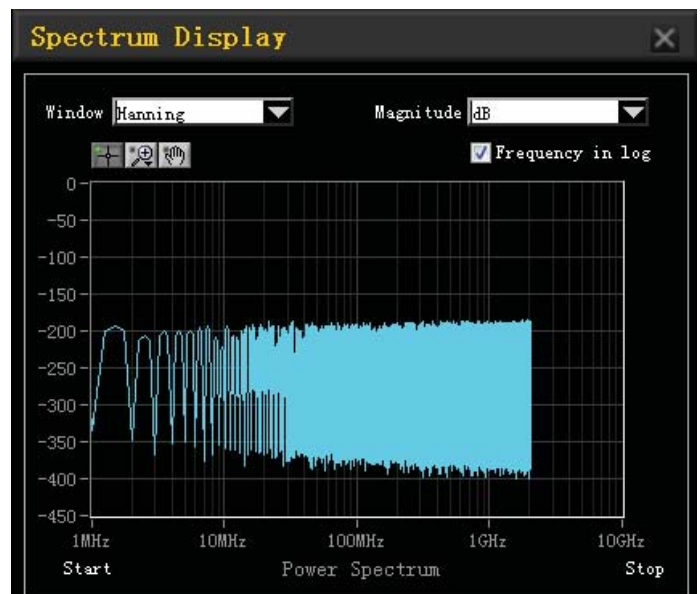 Spectrum Display
Window Hanning Magnitude dB
Frequency in log
0
-50
-100
-150
-200
-250
-300
-350
-400
-450
1MHz 10MHz 100MHz 1GHz 10GHz
Start Power Spectrum Stop